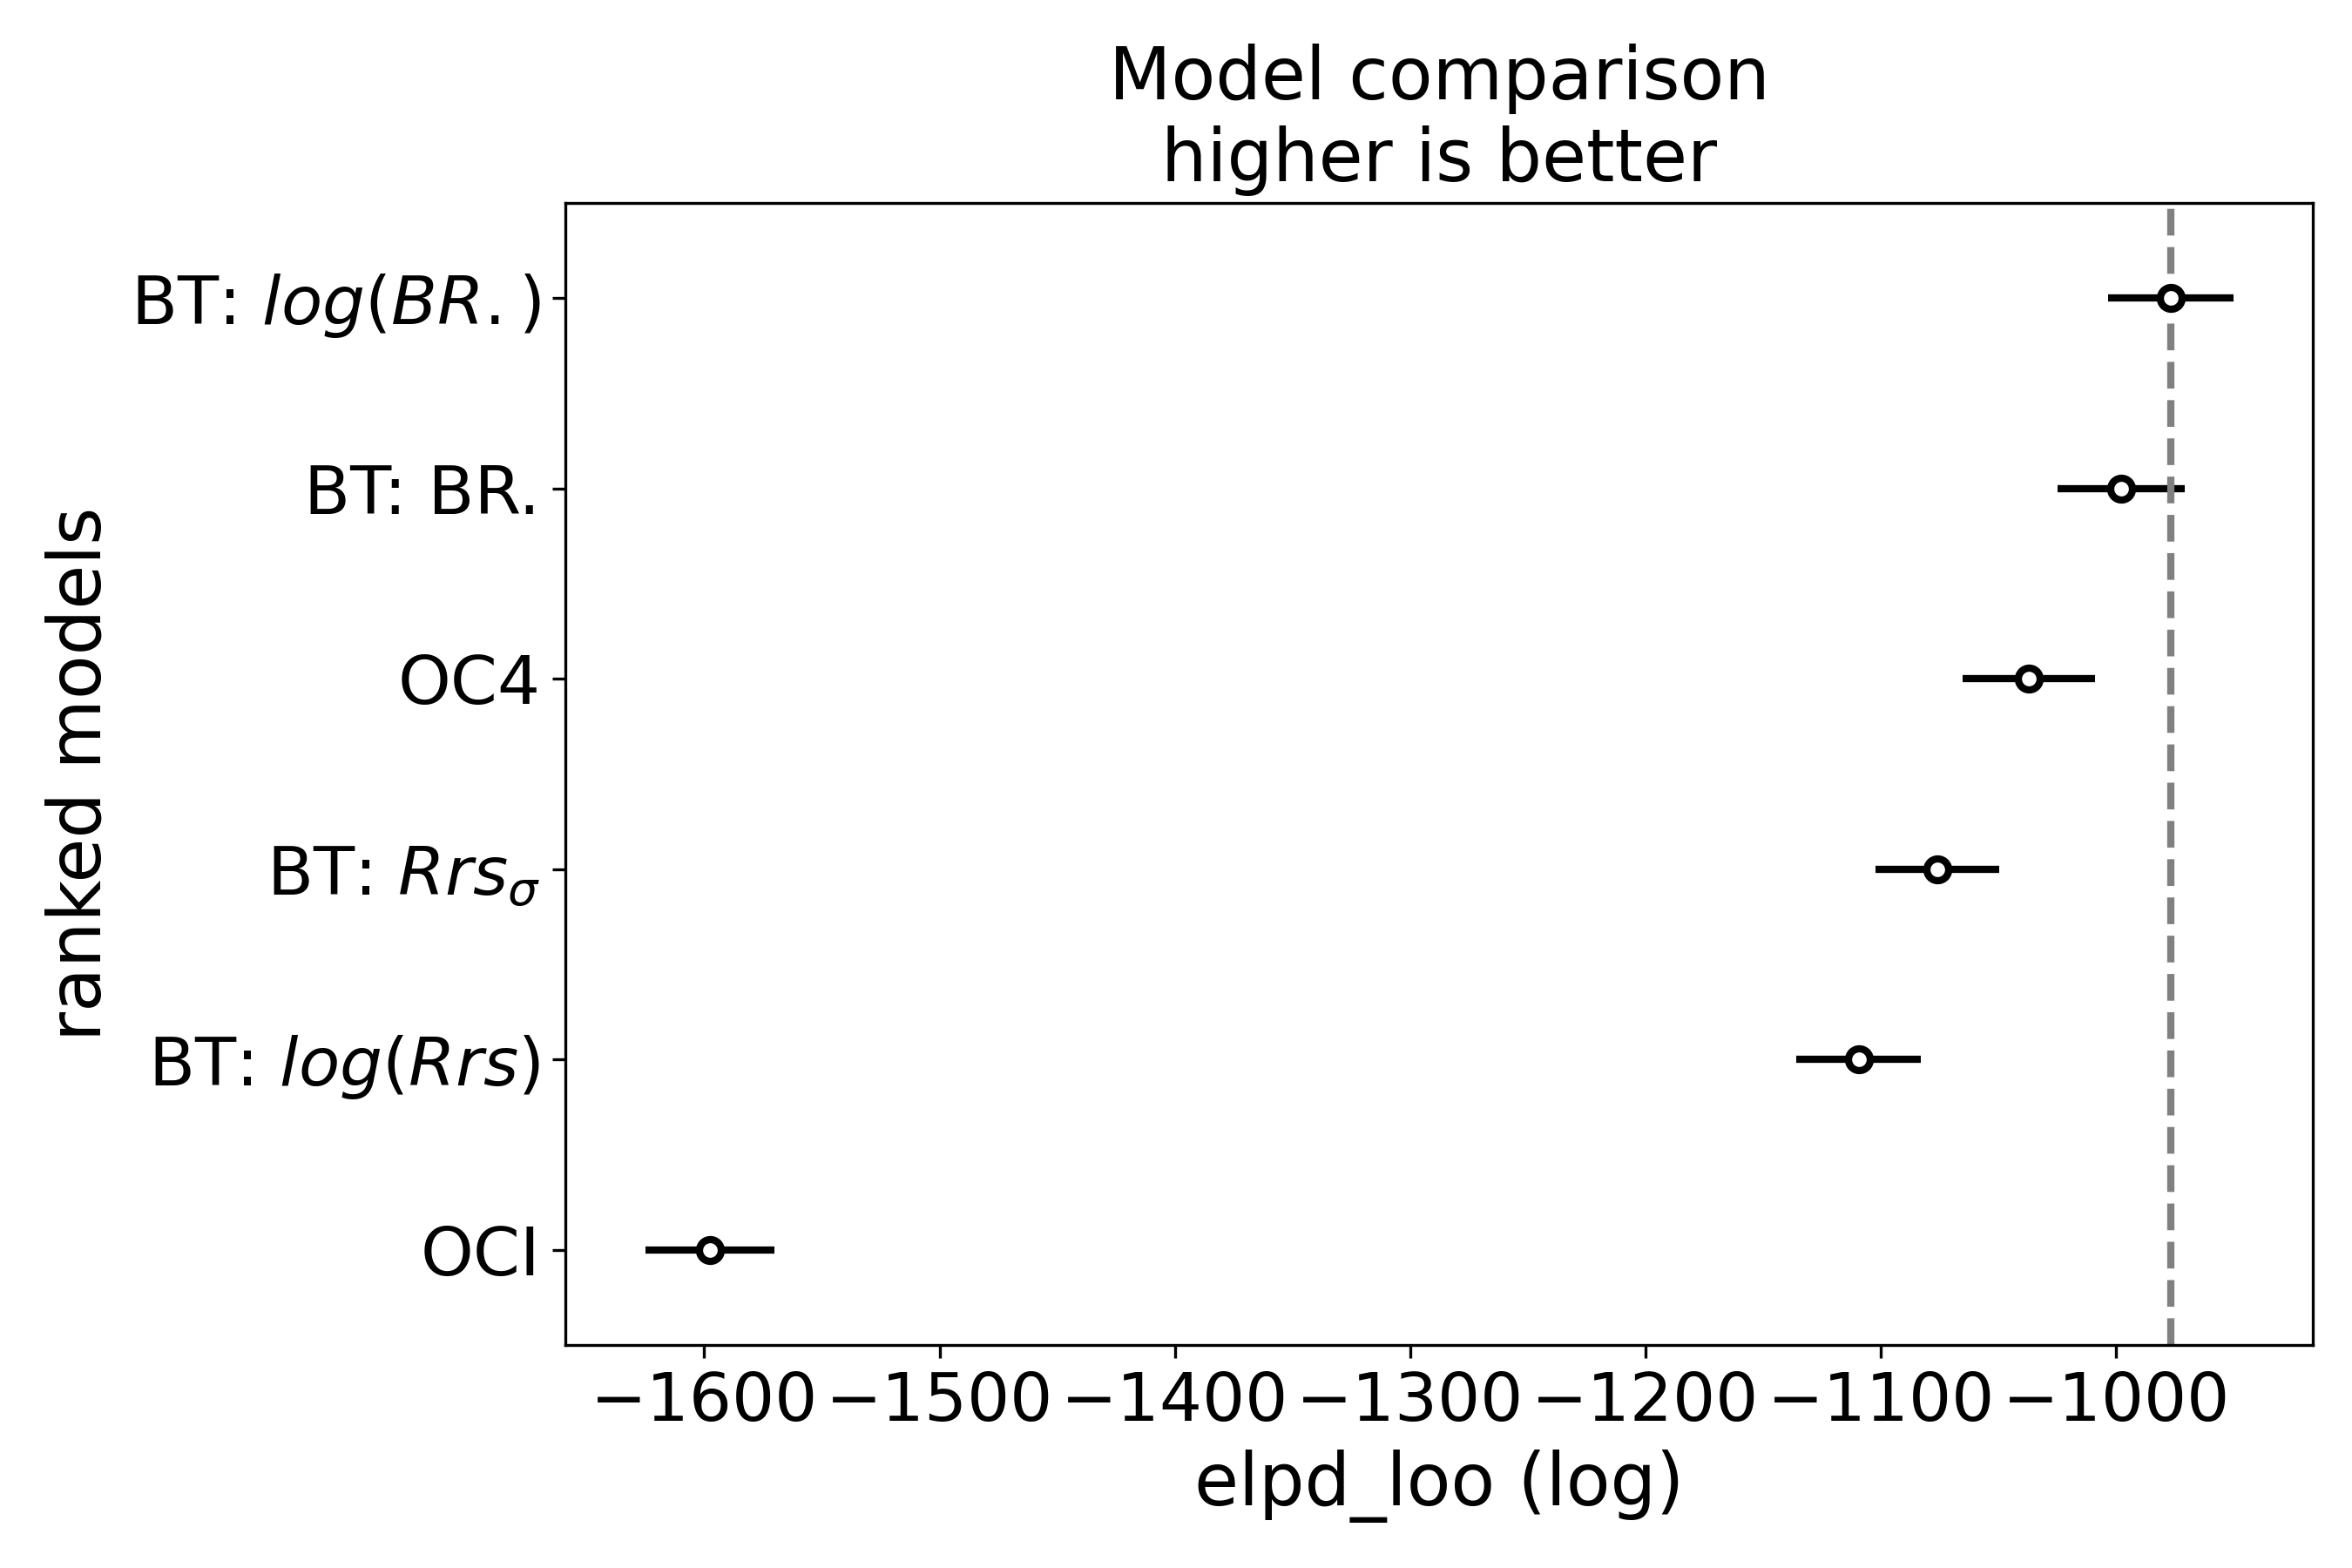 Model comparison
higher is better
BT: log(BR.)
BT: BR.
OC4
BT: Rrsσ
BT: log(Rrs)
OCI
ranked models
−1600 −1500 −1400 −1300 −1200 −1100 −1000
elpd_loo (log)